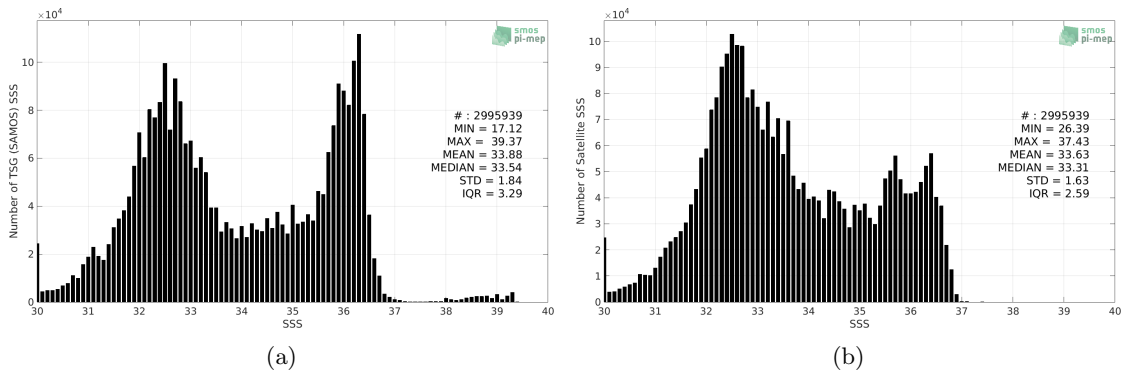 ×10⁴
smos
pi-mep
10
8
6
4
2
0
Number of TSG (SAMOS) SSS
# : 2995939
MIN = 17.12
MAX = 39.37
MEAN = 33.88
MEDIAN = 33.54
STD = 1.84
IQR = 3.29
30 31 32 33 34 35 36 37 38 39 40
SSS
(a)
×10⁴
smos
pi-mep
10
9
8
7
6
5
4
3
2
1
0
Number of Satellite SSS
# : 2995939
MIN = 26.39
MAX = 37.43
MEAN = 33.63
MEDIAN = 33.31
STD = 1.63
IQR = 2.59
30 31 32 33 34 35 36 37 38 39 40
SSS
(b)